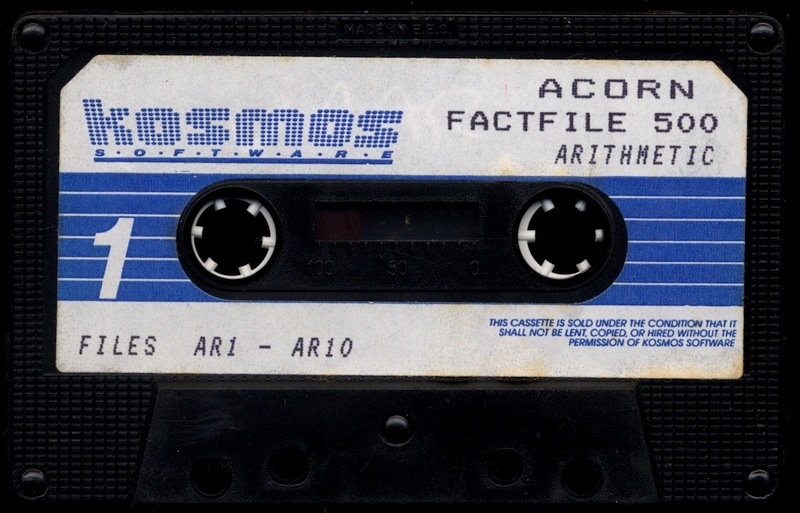 MADE IN E.E.C.
ACORN
kosmos
FACTFILE 500
S·O·F·T·W·A·R·E
ARITHMETIC
1
100 50 0
THIS CASSETTE IS SOLD UNDER THE CONDITION THAT IT
SHALL NOT BE LENT, COPIED, OR HIRED WITHOUT THE
PERMISSION OF KOSMOS SOFTWARE
FILES AR1 - AR10